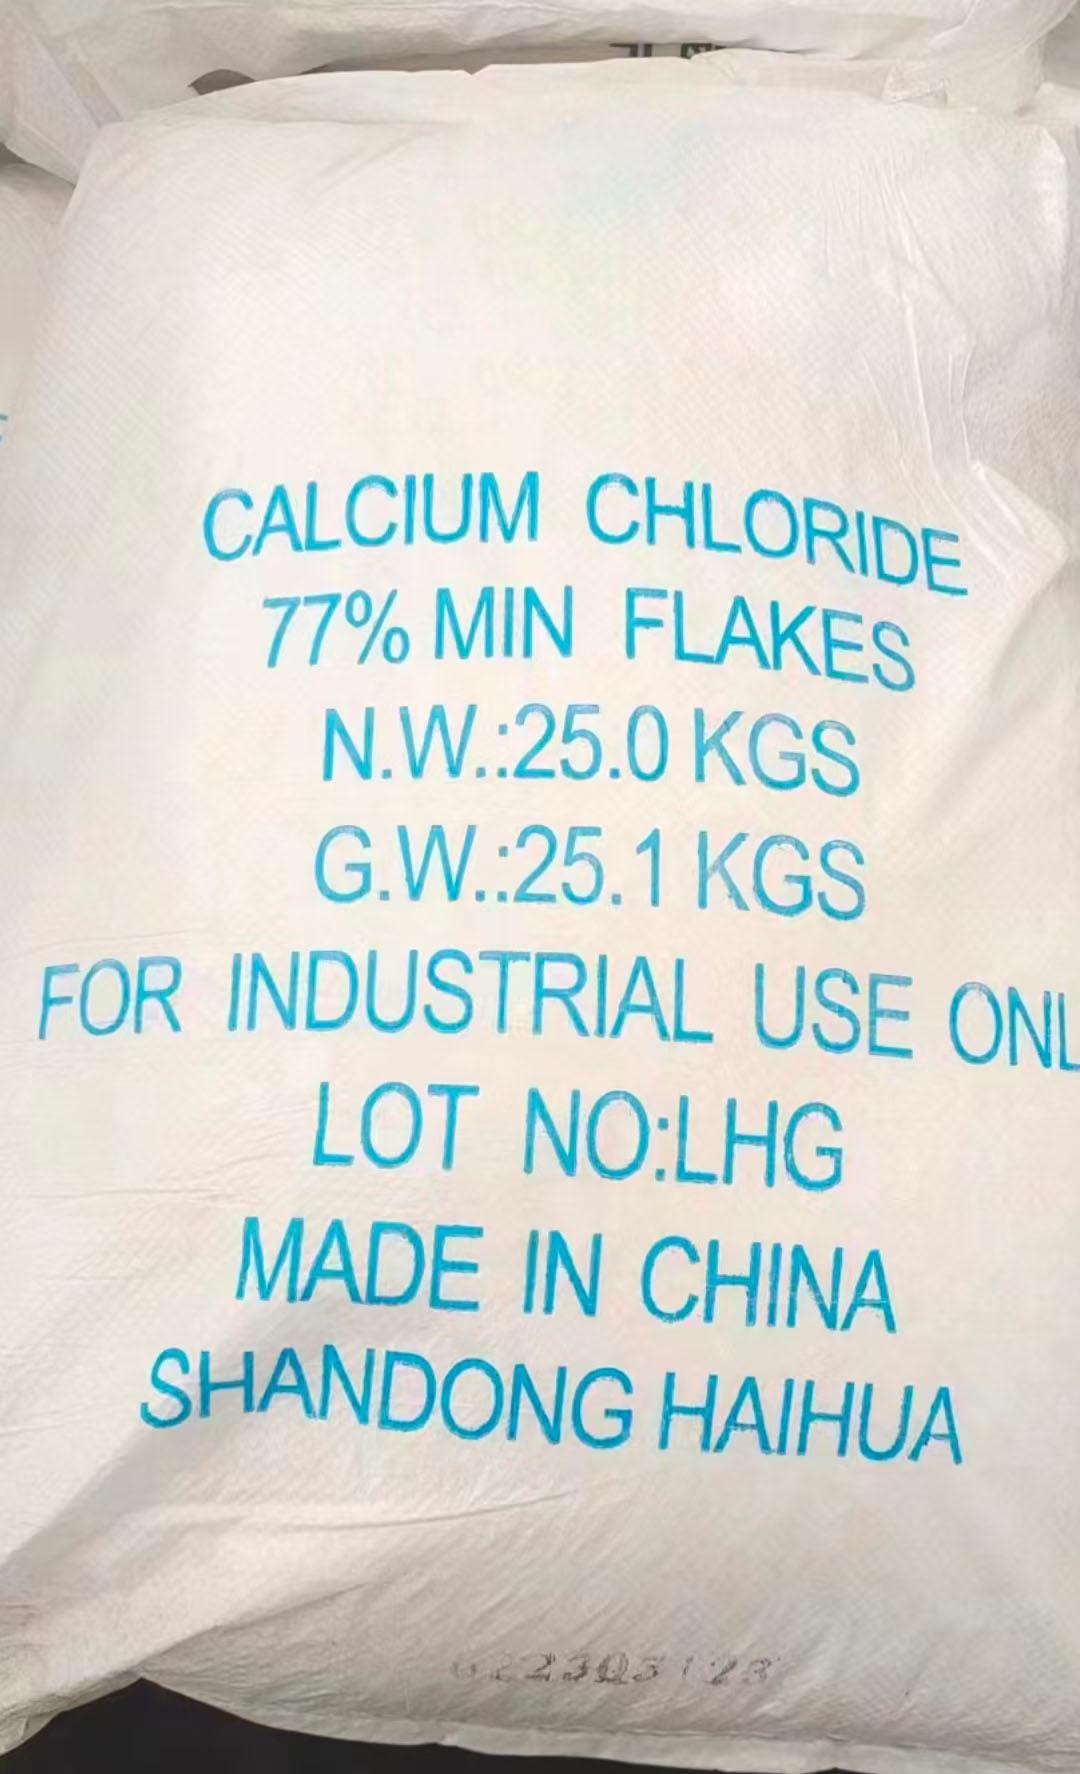 CALCIUM CHLORIDE
77% MIN FLAKES
N.W.:25.0 KGS
G.W.:25.1 KGS
FOR INDUSTRIAL USE ONL
LOT NO:LHG
MADE IN CHINA
SHANDONG HAIHUA